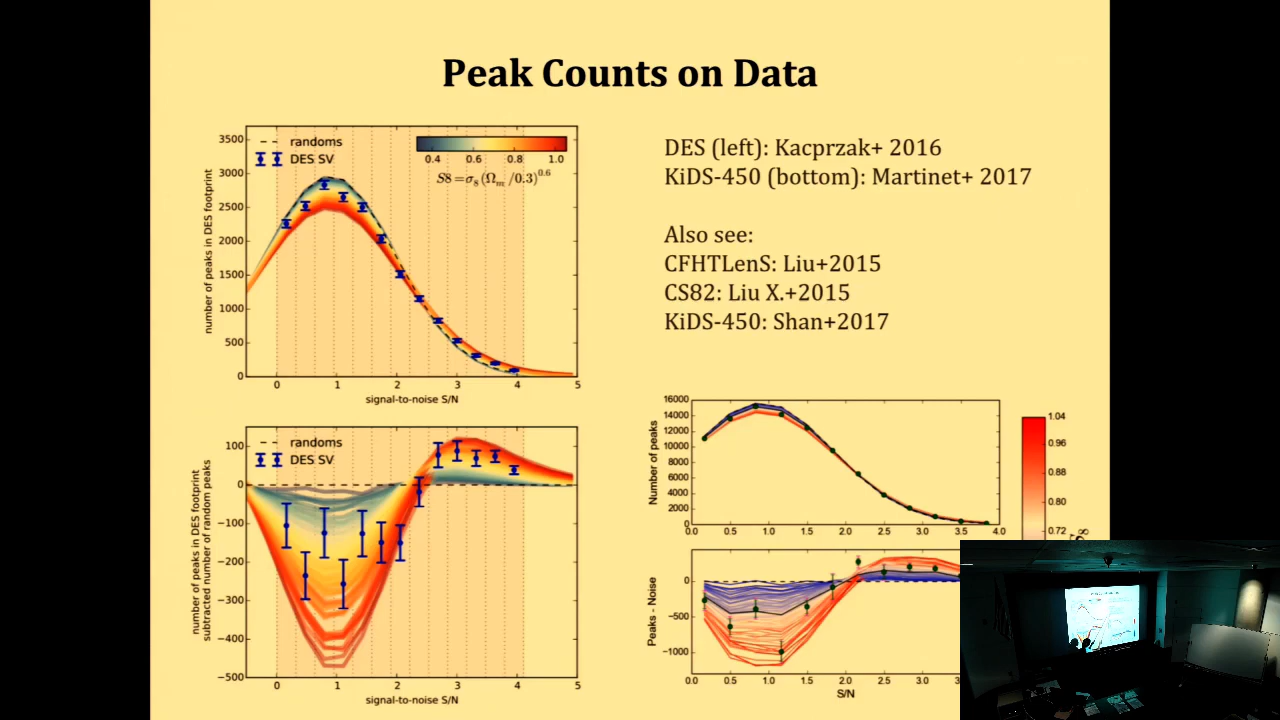 Peak Counts on Data
3500
3000
2500
2000
1500
1000
500
0
number of peaks in DES footprint
randoms
DES SV
0.4 0.6 0.8 1.0
S8=σ8(Ωm/0.3)^0.6
0 1 2 3 4 5
signal-to-noise S/N
100
0
−100
−200
−300
−400
−500
number of peaks in DES footprint
subtracted number of random peaks
randoms
DES SV
0 1 2 3 4 5
signal-to-noise S/N
DES (left): Kacprzak+ 2016
KiDS-450 (bottom): Martinet+ 2017
Also see:
CFHTLenS: Liu+2015
CS82: Liu X.+2015
KiDS-450: Shan+2017
16000
14000
12000
10000
8000
6000
4000
2000
0
Number of peaks
0.0 0.5 1.0 1.5 2.0 2.5 3.0 3.5 4.0
1.04
0.96
0.88
0.80
0.72
0
−500
−1000
Peaks - Noise
0.0 0.5 1.0 1.5 2.0 2.5 3.0
S/N